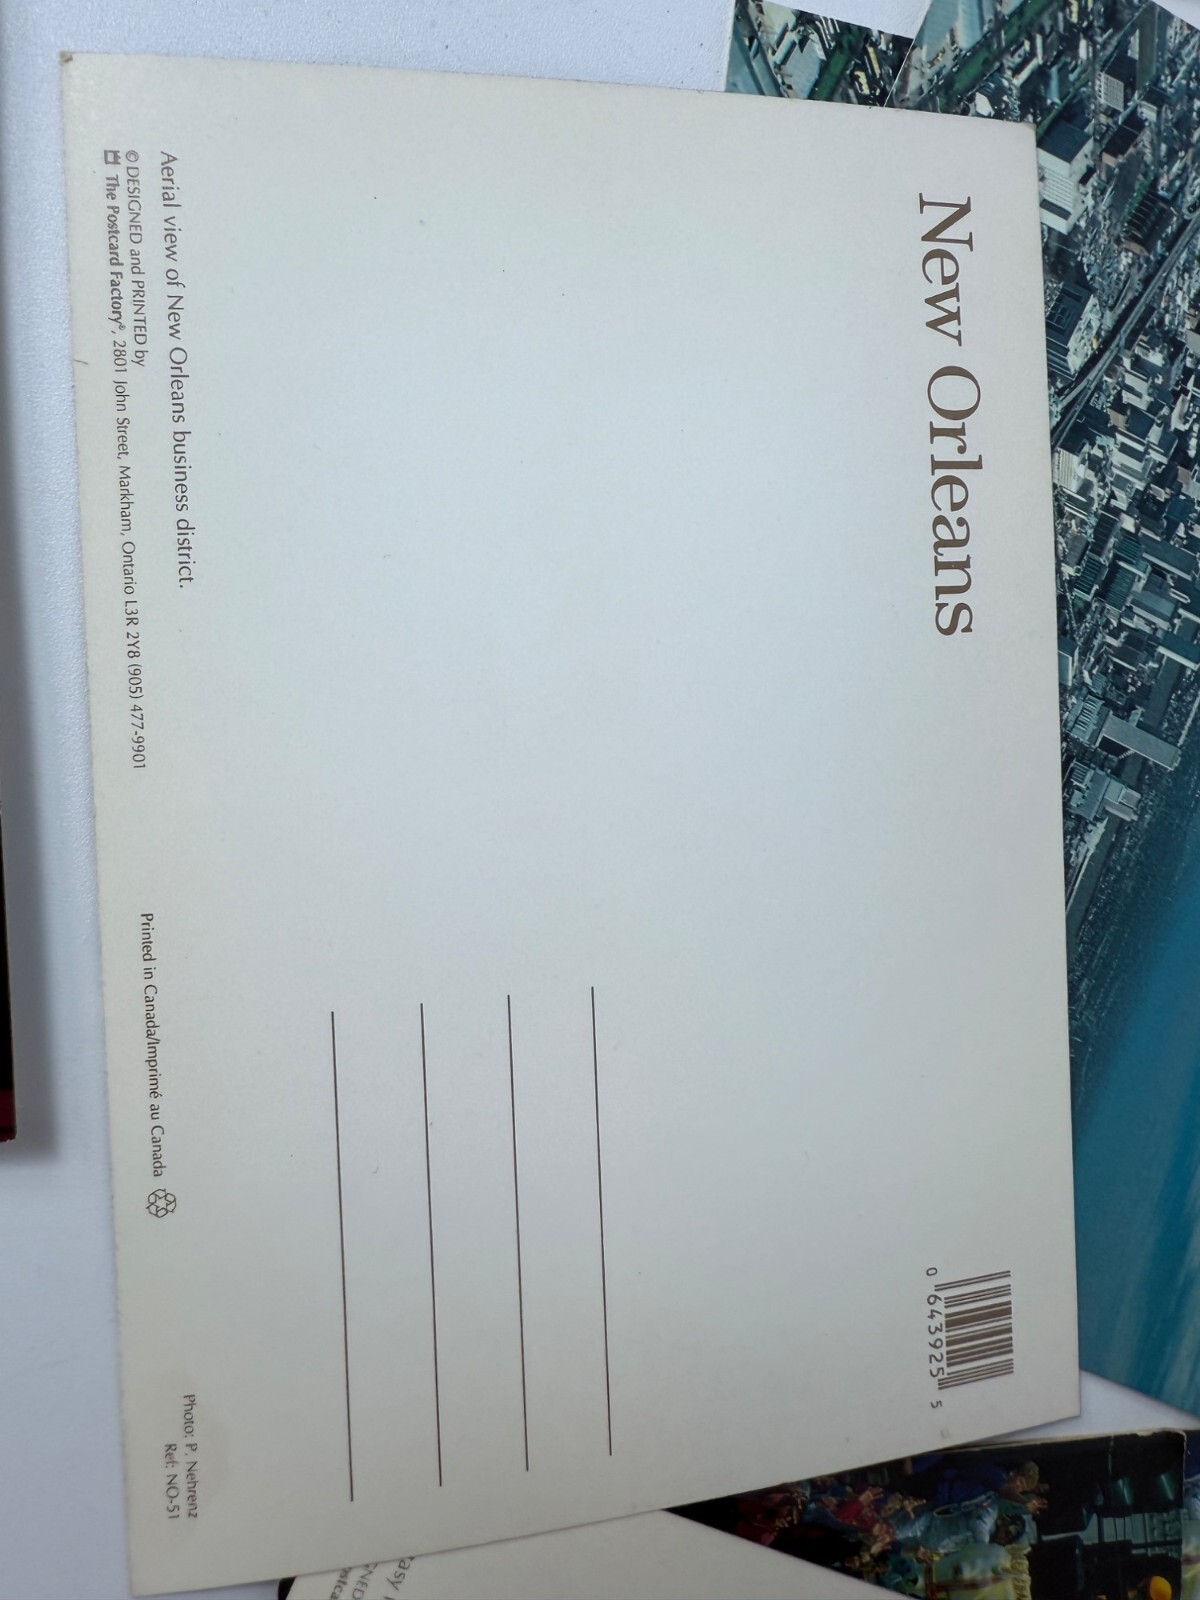 New Orleans
0 643925 5
Aerial view of New Orleans business district.
© DESIGNED and PRINTED by
The Postcard Factory®, 2801 John Street, Markham, Ontario L3R 2Y8 (905) 477-9901
Printed in Canada/Imprimé au Canada
Photo: P. Nehrenz
Ref: NO-51